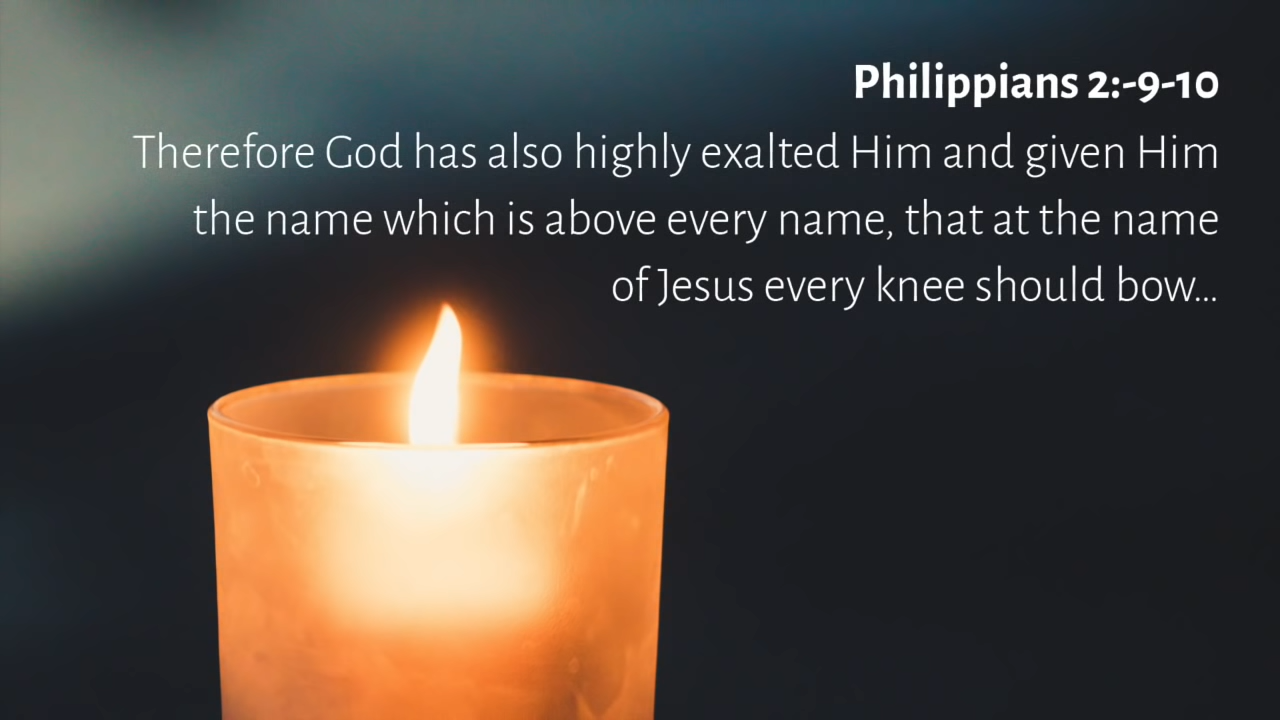 Philippians 2:-9-10
Therefore God has also highly exalted Him and given Him
the name which is above every name, that at the name
of Jesus every knee should bow...